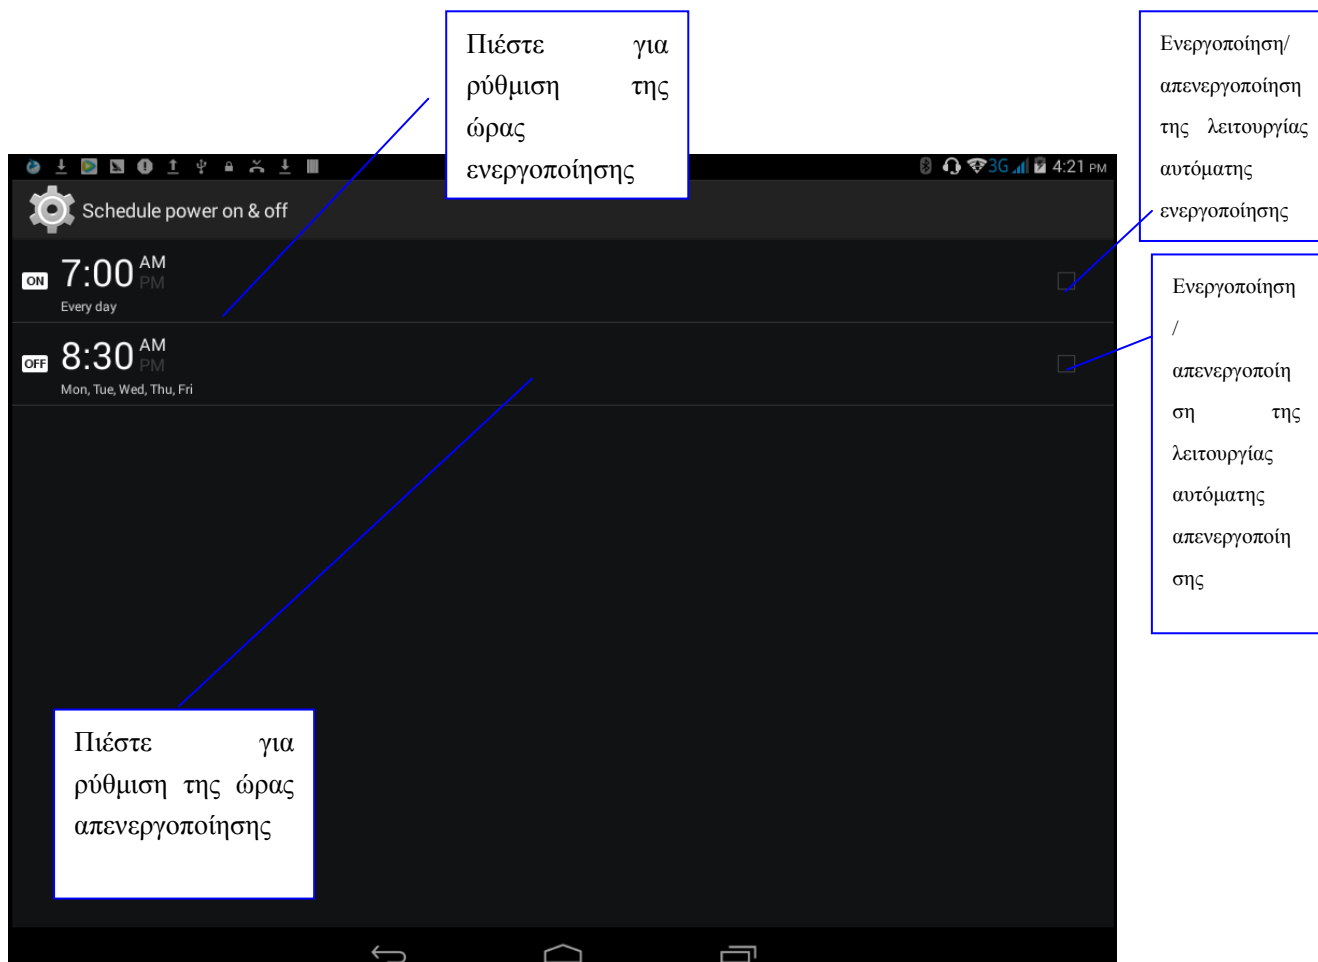 Πιέστε για
ρύθμιση της
ώρας
ενεργοποίησης
Ενεργοποίηση/
απενεργοποίηση
της λειτουργίας
αυτόματης
ενεργοποίησης
3G 4:21 PM
Schedule power on & off
ON 7:00 AM
PM
Every day
OFF 8:30 AM
PM
Mon, Tue, Wed, Thu, Fri
Ενεργοποίηση
/
απενεργοποίη
ση της
λειτουργίας
αυτόματης
απενεργοποίη
σης
Πιέστε για
ρύθμιση της ώρας
απενεργοποίησης